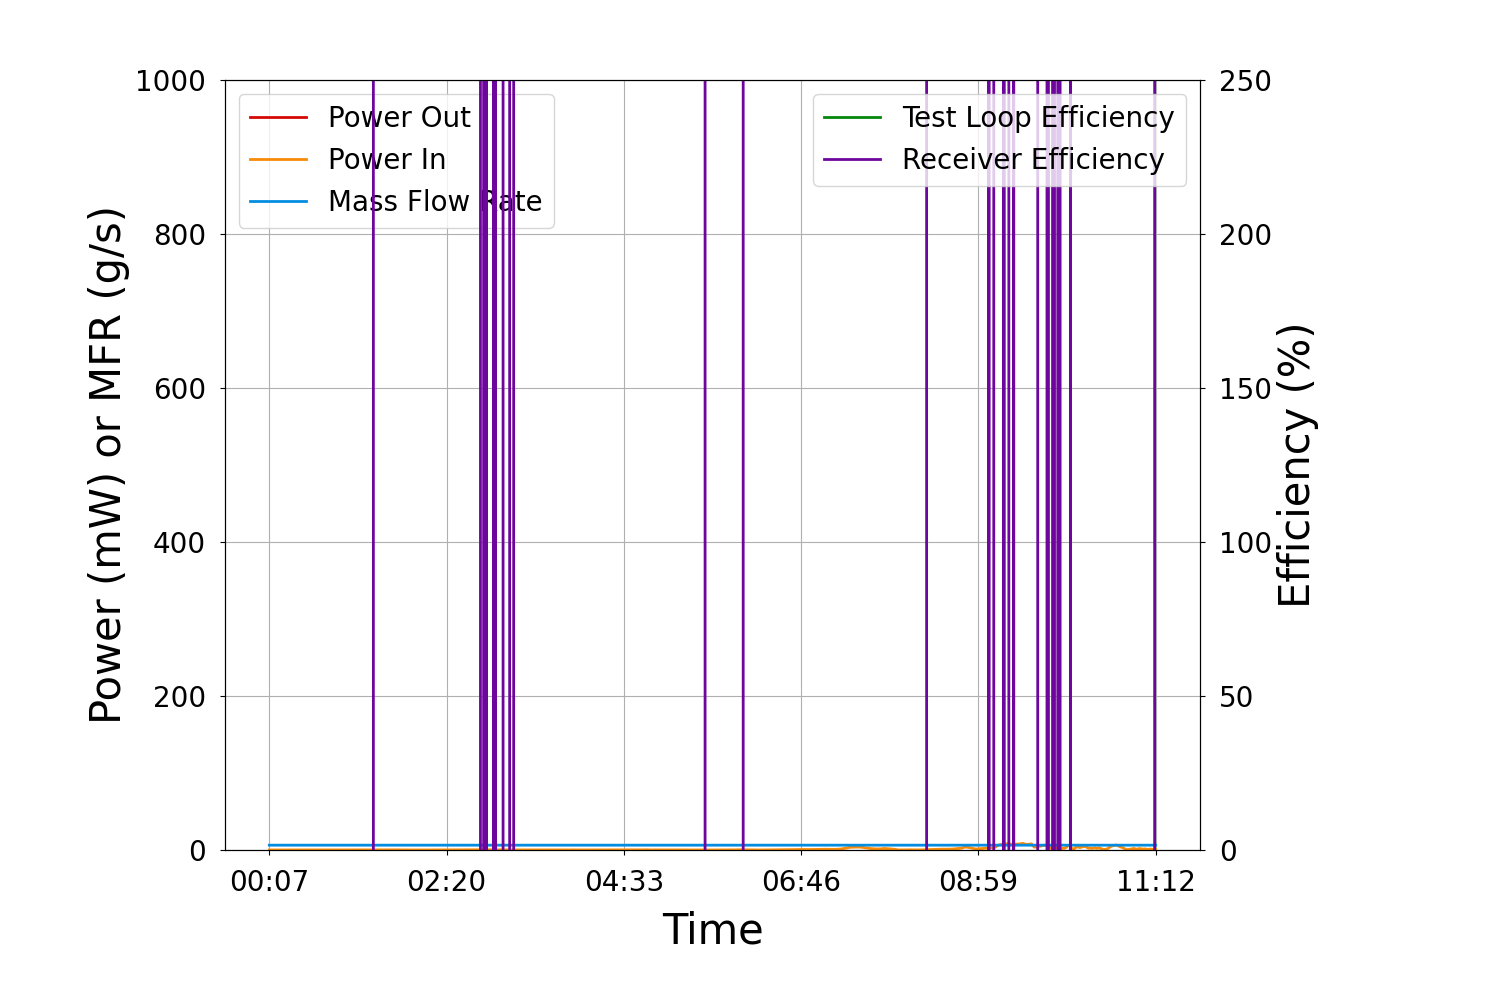 1000
800
600
400
200
0
Power (mW) or MFR (g/s)
Power Out
Power In
Mass Flow Rate
Test Loop Efficiency
Receiver Efficiency
250
200
150
100
50
0
Efficiency (%)
00:07 02:20 04:33 06:46 08:59 11:12
Time